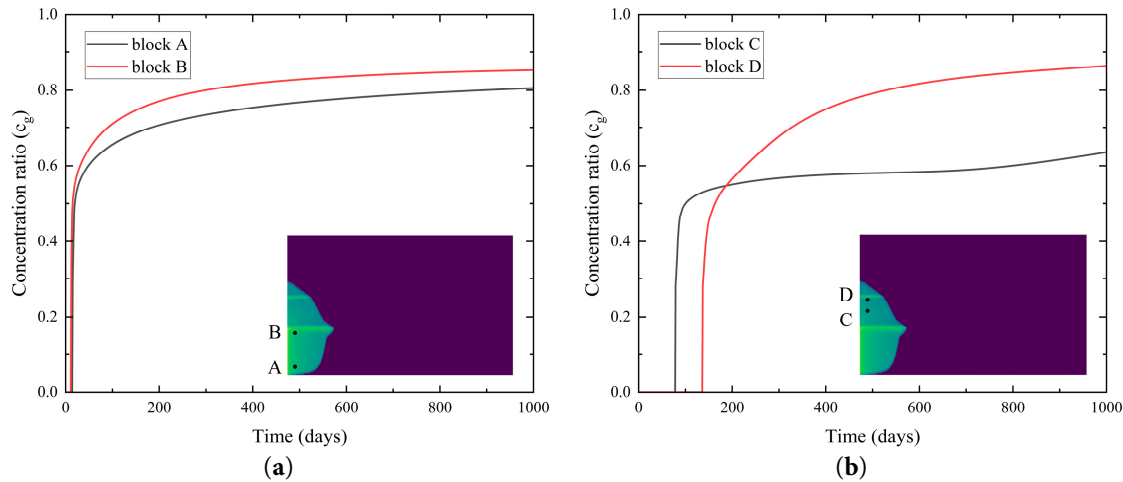 block A
block B
1.0
0.8
0.6
0.4
0.2
0.0
Concentration ratio (c_g)
B
A
0 200 400 600 800 1000
Time (days)
(a)
block C
block D
1.0
0.8
0.6
0.4
0.2
0.0
Concentration ratio (c_g)
D
C
0 200 400 600 800 1000
Time (days)
(b)